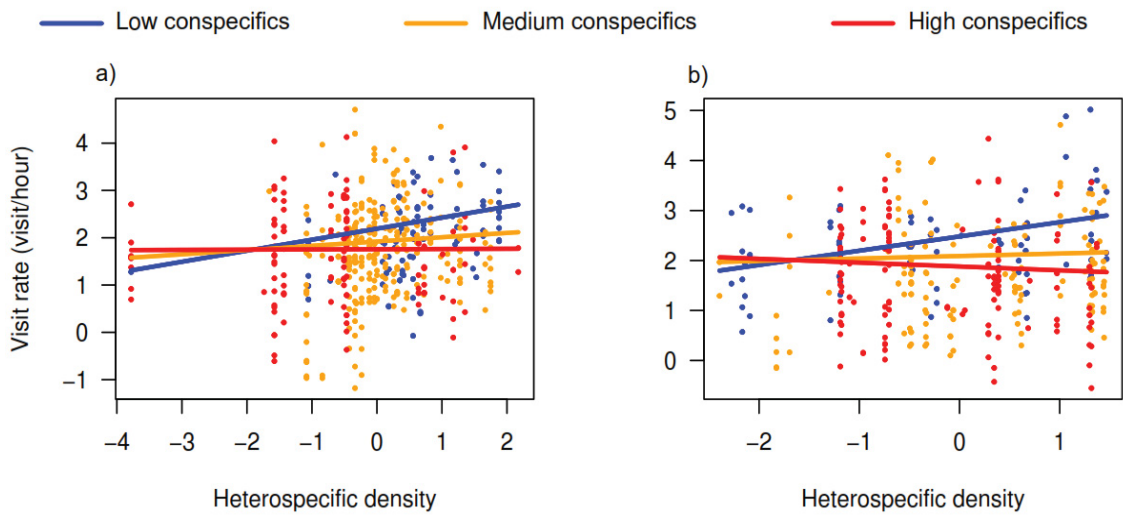 Low conspecifics Medium conspecifics High conspecifics
a)
b)
Visit rate (visit/hour)
4
3
2
1
0
−1
−4 −3 −2 −1 0 1 2
Heterospecific density
5
4
3
2
1
0
−2 −1 0 1
Heterospecific density